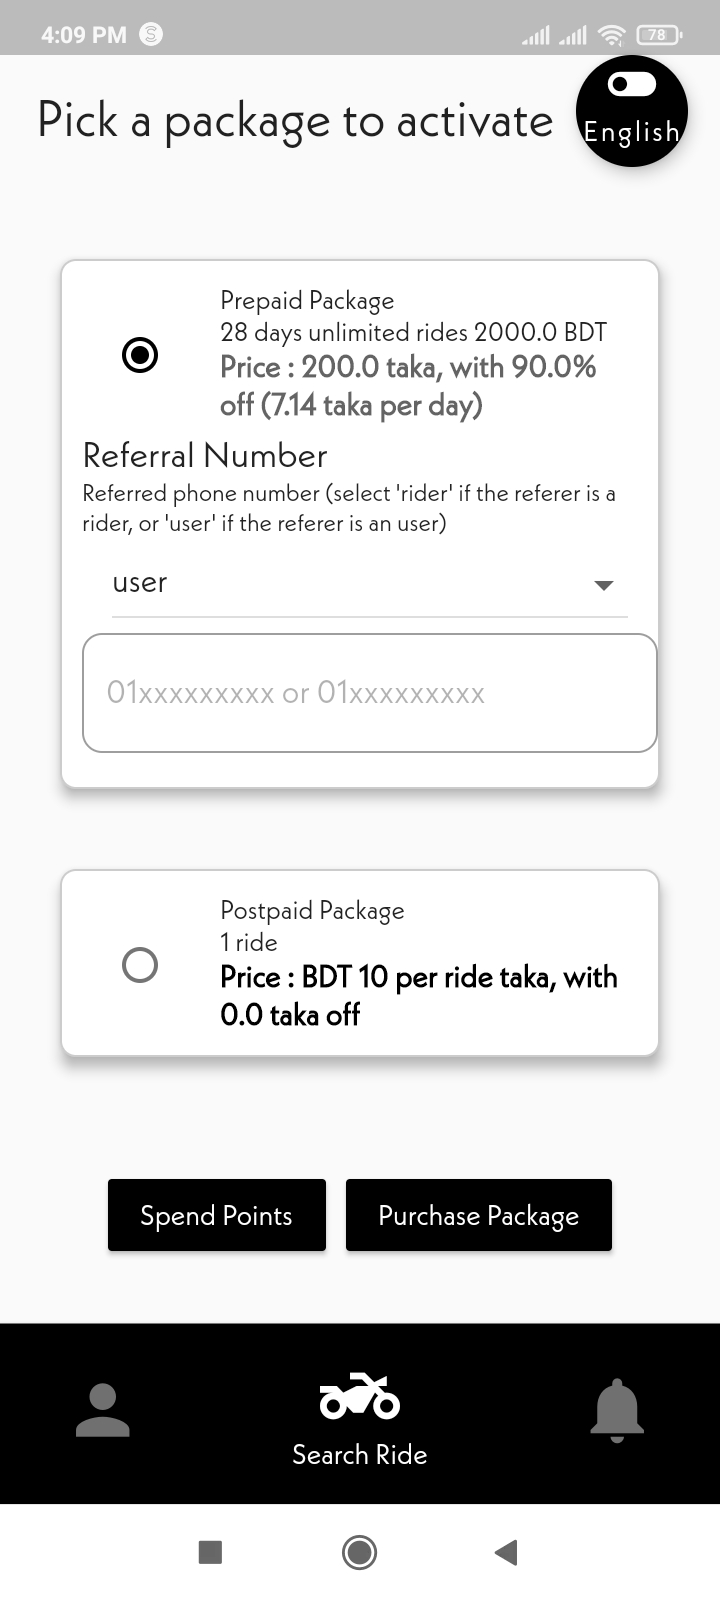 4:09 PM
78
Pick a package to activate
English
Prepaid Package
28 days unlimited rides 2000.0 BDT
Price : 200.0 taka, with 90.0%
off (7.14 taka per day)
Referral Number
Referred phone number (select 'rider' if the referer is a
rider, or 'user' if the referer is an user)
user
01xxxxxxxxx or 01xxxxxxxxx
Postpaid Package
1 ride
Price : BDT 10 per ride taka, with
0.0 taka off
Spend Points
Purchase Package
Search Ride